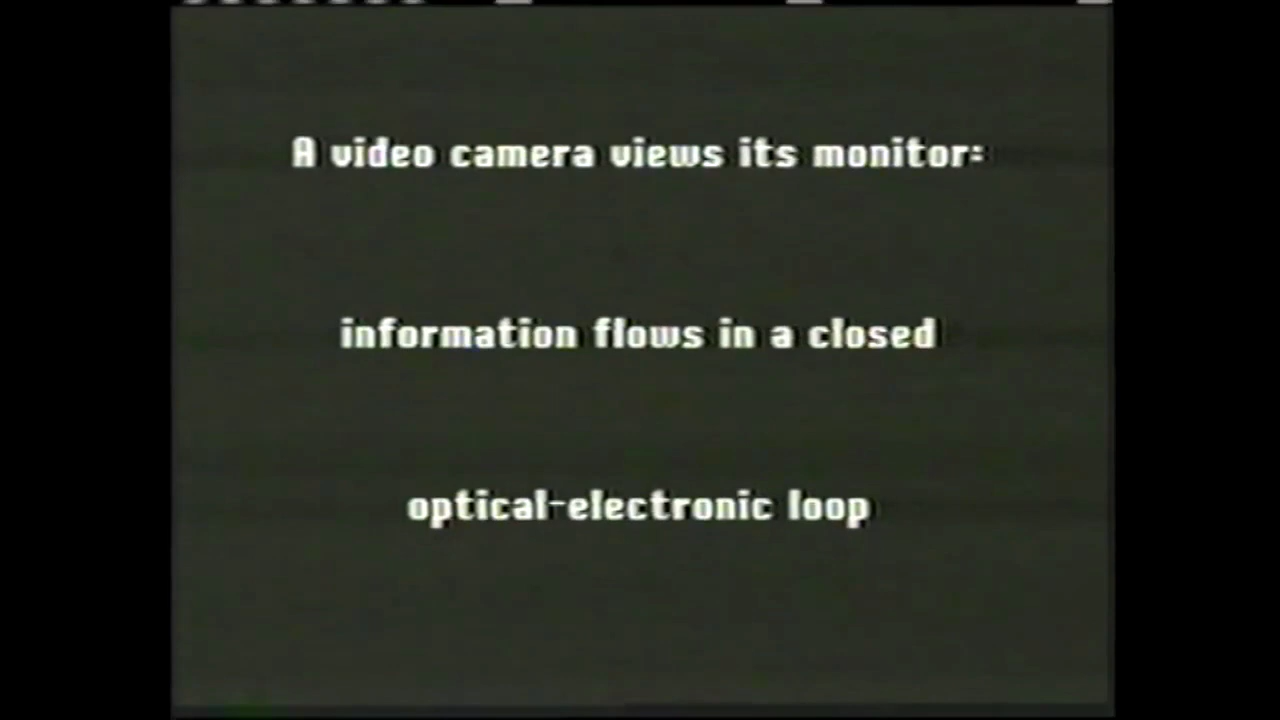 A video camera views its monitor:
information flows in a closed
optical-electronic loop